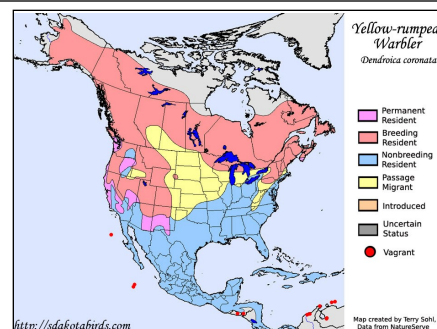 Yellow-rumped
Warbler
Dendroica coronata
Permanent
Resident
Breeding
Resident
Nonbreeding
Resident
Passage
Migrant
Introduced
Uncertain
Status
Vagrant
http://sdakotabirds.com
Map created by Terry Sohl,
Data from NatureServe